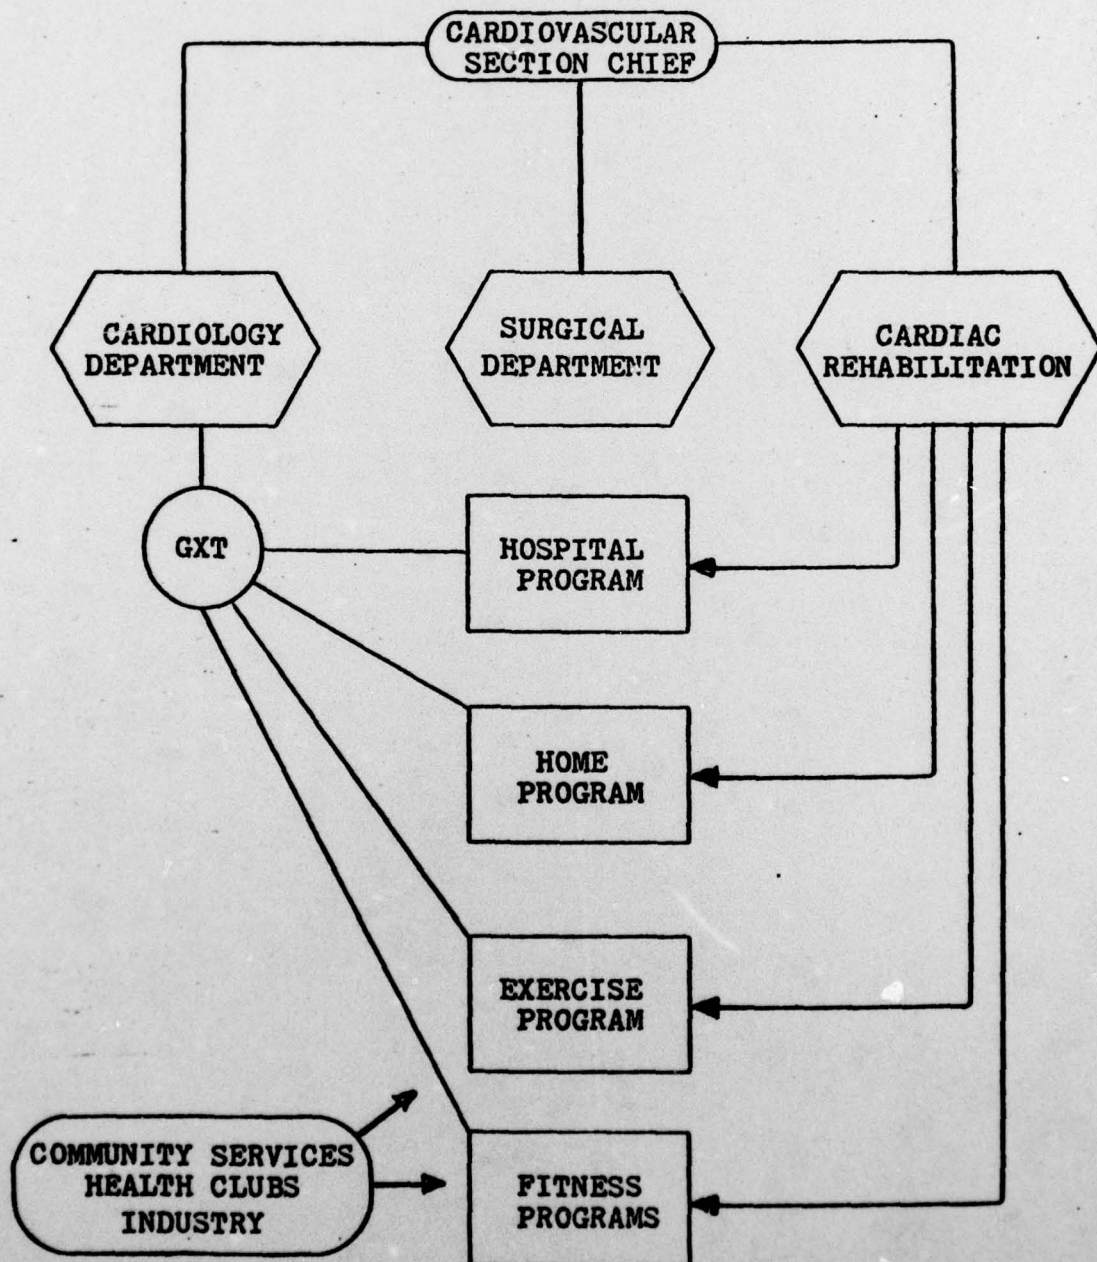 CARDIOVASCULAR
SECTION CHIEF
CARDIOLOGY
DEPARTMENT
SURGICAL
DEPARTMENT
CARDIAC
REHABILITATION
GXT
HOSPITAL
PROGRAM
HOME
PROGRAM
EXERCISE
PROGRAM
COMMUNITY SERVICES
HEALTH CLUBS
INDUSTRY
FITNESS
PROGRAMS